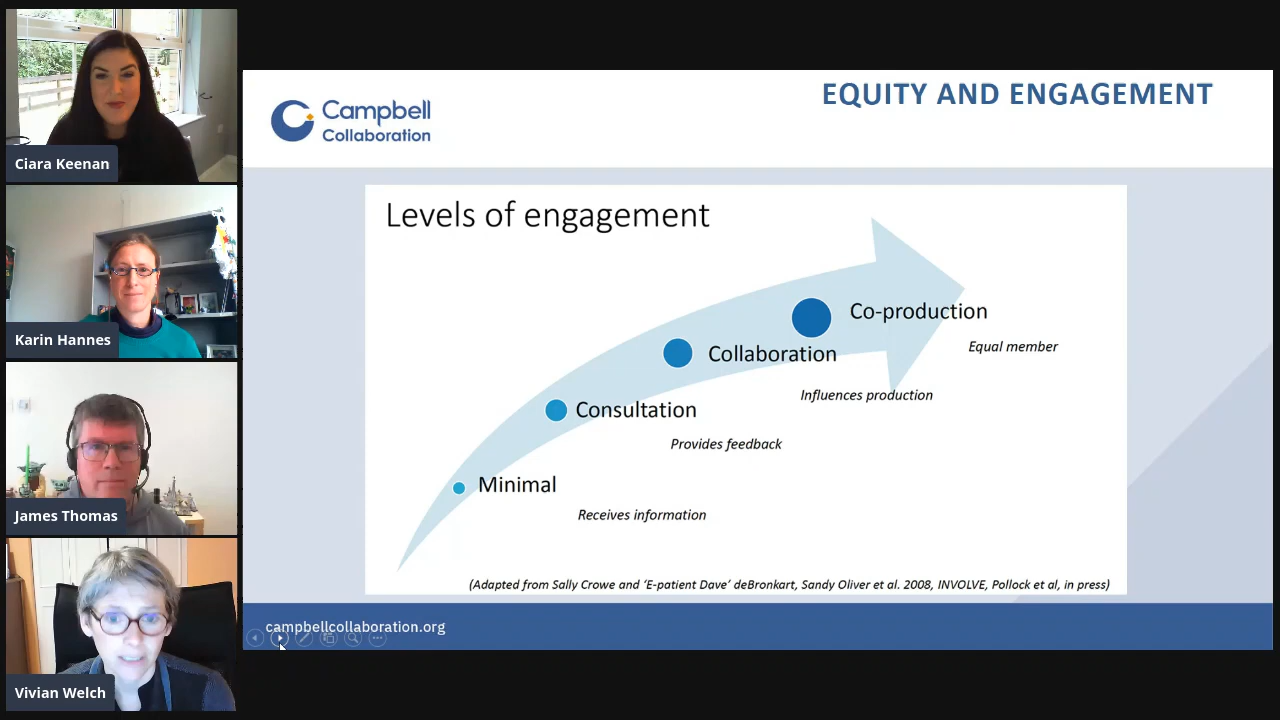 Ciara Keenan
Karin Hannes
James Thomas
Vivian Welch
Campbell
Collaboration
EQUITY AND ENGAGEMENT
Levels of engagement
Co-production
Equal member
Collaboration
Influences production
Consultation
Provides feedback
Minimal
Receives information
(Adapted from Sally Crowe and ‘E-patient Dave’ deBronkart, Sandy Oliver et al. 2008, INVOLVE, Pollock et al, in press)
campbellcollaboration.org